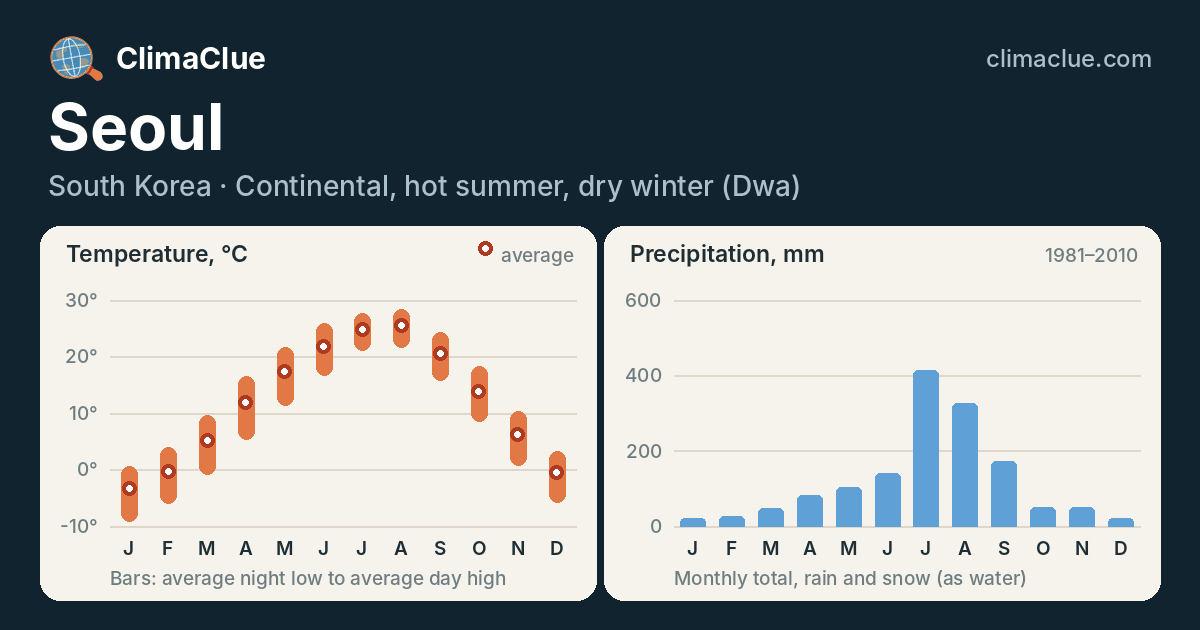 ClimaClue
climaclue.com
Seoul
South Korea · Continental, hot summer, dry winter (Dwa)
Temperature, °C
average
30°
20°
10°
0°
-10°
J F M A M J J A S O N D
Bars: average night low to average day high
Precipitation, mm
1981–2010
600
400
200
0
J F M A M J J A S O N D
Monthly total, rain and snow (as water)